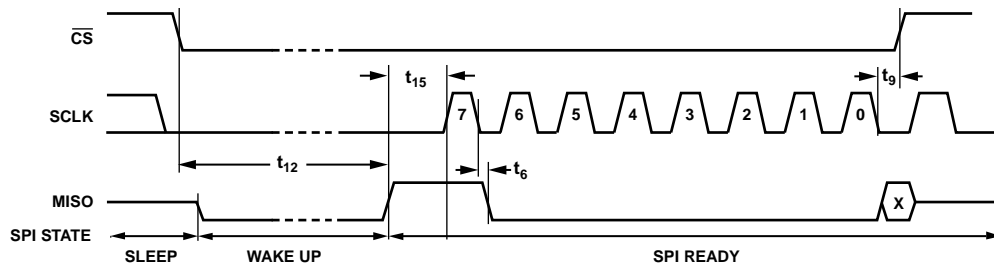 CS
t15
t9
SCLK
7 6 5 4 3 2 1 0
t12
t6
MISO
X
SPI STATE
SLEEP WAKE UP SPI READY